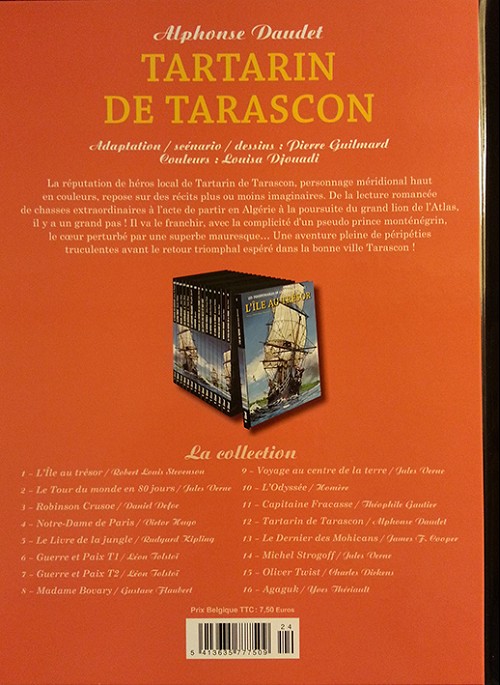 Alphonse Daudet
TARTARIN
DE TARASCON
Adaptation / scénario / dessins : Pierre Guilmard
Couleurs : Louisa Djouadi
La réputation de héros local de Tartarin de Tarascon, personnage méridional haut
en couleurs, repose sur des récits plus ou moins imaginaires. De la lecture romancée
de chasses extraordinaires à l'acte de partir en Algérie à la poursuite du grand lion de l'Atlas,
il y a un grand pas ! Il va le franchir, avec la complicité d'un pseudo prince monténégrin,
le cœur perturbé par une superbe mauresque... Une aventure pleine de péripéties
truculentes avant le retour triomphal espéré dans la bonne ville Tarascon !
L'ÎLE AU TRÉSOR
La collection
1 - L'Île au trésor / Robert Louis Stevenson
2 - Le Tour du monde en 80 jours / Jules Verne
3 - Robinson Crusoe / Daniel Defoe
4 - Notre-Dame de Paris / Victor Hugo
5 - Le Livre de la jungle / Rudyard Kipling
6 - Guerre et Paix T1 / Léon Tolstoï
7 - Guerre et Paix T2 / Léon Tolstoï
8 - Madame Bovary / Gustave Flaubert
9 - Voyage au centre de la terre / Jules Verne
10 - L'Odyssée / Homère
11 - Capitaine Fracasse / Théophile Gautier
12 - Tartarin de Tarascon / Alphonse Daudet
13 - Le Dernier des Mohicans / James F. Cooper
14 - Michel Strogoff / Jules Verne
15 - Oliver Twist / Charles Dickens
16 - Agaguk / Yves Thériault
Prix Belgique TTC : 7,50 Euros
24
5 413635 777509